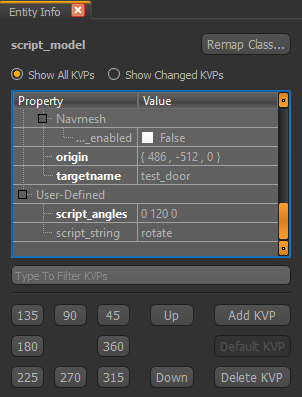 Entity Info
script_model
Remap Class...
Show All KVPs Show Changed KVPs
Property Value
Navmesh
..._enabled False
origin { 486 , -512 , 0 }
targetname test_door
User-Defined
script_angles 0 120 0
script_string rotate
Type To Filter KVPs
135 90 45 Up Add KVP
180 360 Default KVP
225 270 315 Down Delete KVP